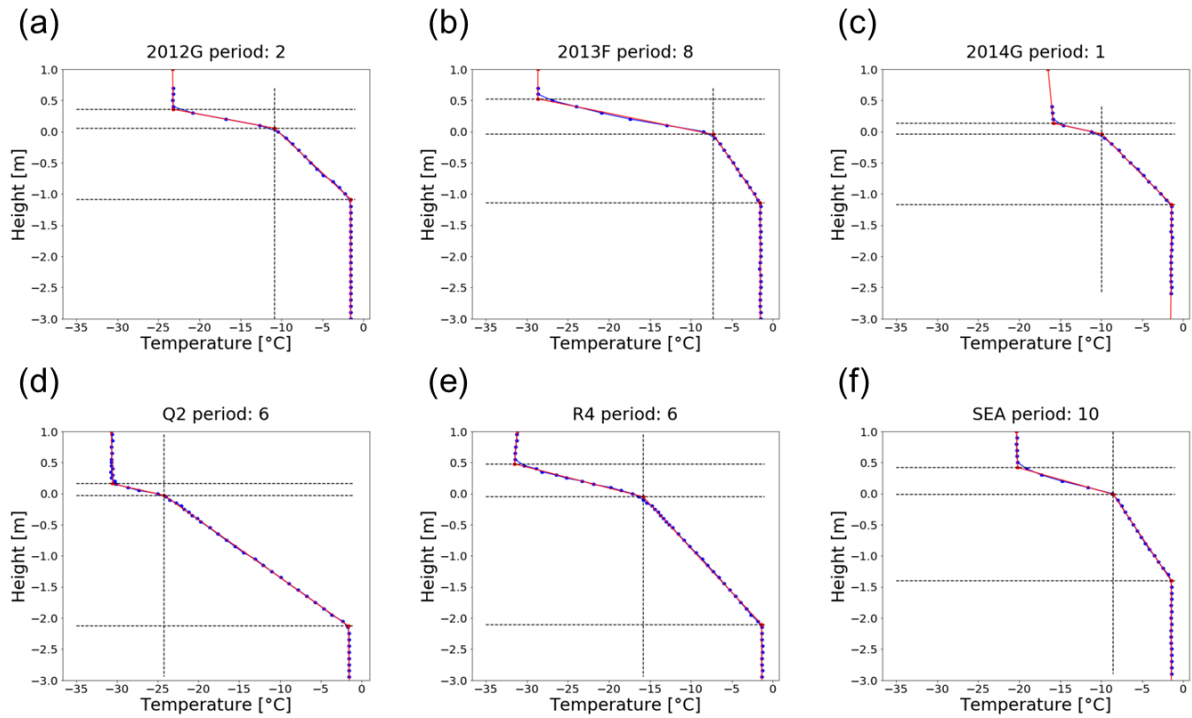 (a)
2012G period: 2
1.0
0.5
0.0
−0.5
−1.0
−1.5
−2.0
−2.5
−3.0
Height [m]
−35 −30 −25 −20 −15 −10 −5 0
Temperature [°C]
(b)
2013F period: 8
1.0
0.5
0.0
−0.5
−1.0
−1.5
−2.0
−2.5
−3.0
Height [m]
−35 −30 −25 −20 −15 −10 −5 0
Temperature [°C]
(c)
2014G period: 1
1.0
0.5
0.0
−0.5
−1.0
−1.5
−2.0
−2.5
−3.0
Height [m]
−35 −30 −25 −20 −15 −10 −5 0
Temperature [°C]
(d)
Q2 period: 6
1.0
0.5
0.0
−0.5
−1.0
−1.5
−2.0
−2.5
−3.0
Height [m]
−35 −30 −25 −20 −15 −10 −5 0
Temperature [°C]
(e)
R4 period: 6
1.0
0.5
0.0
−0.5
−1.0
−1.5
−2.0
−2.5
−3.0
Height [m]
−35 −30 −25 −20 −15 −10 −5 0
Temperature [°C]
(f)
SEA period: 10
1.0
0.5
0.0
−0.5
−1.0
−1.5
−2.0
−2.5
−3.0
Height [m]
−35 −30 −25 −20 −15 −10 −5 0
Temperature [°C]